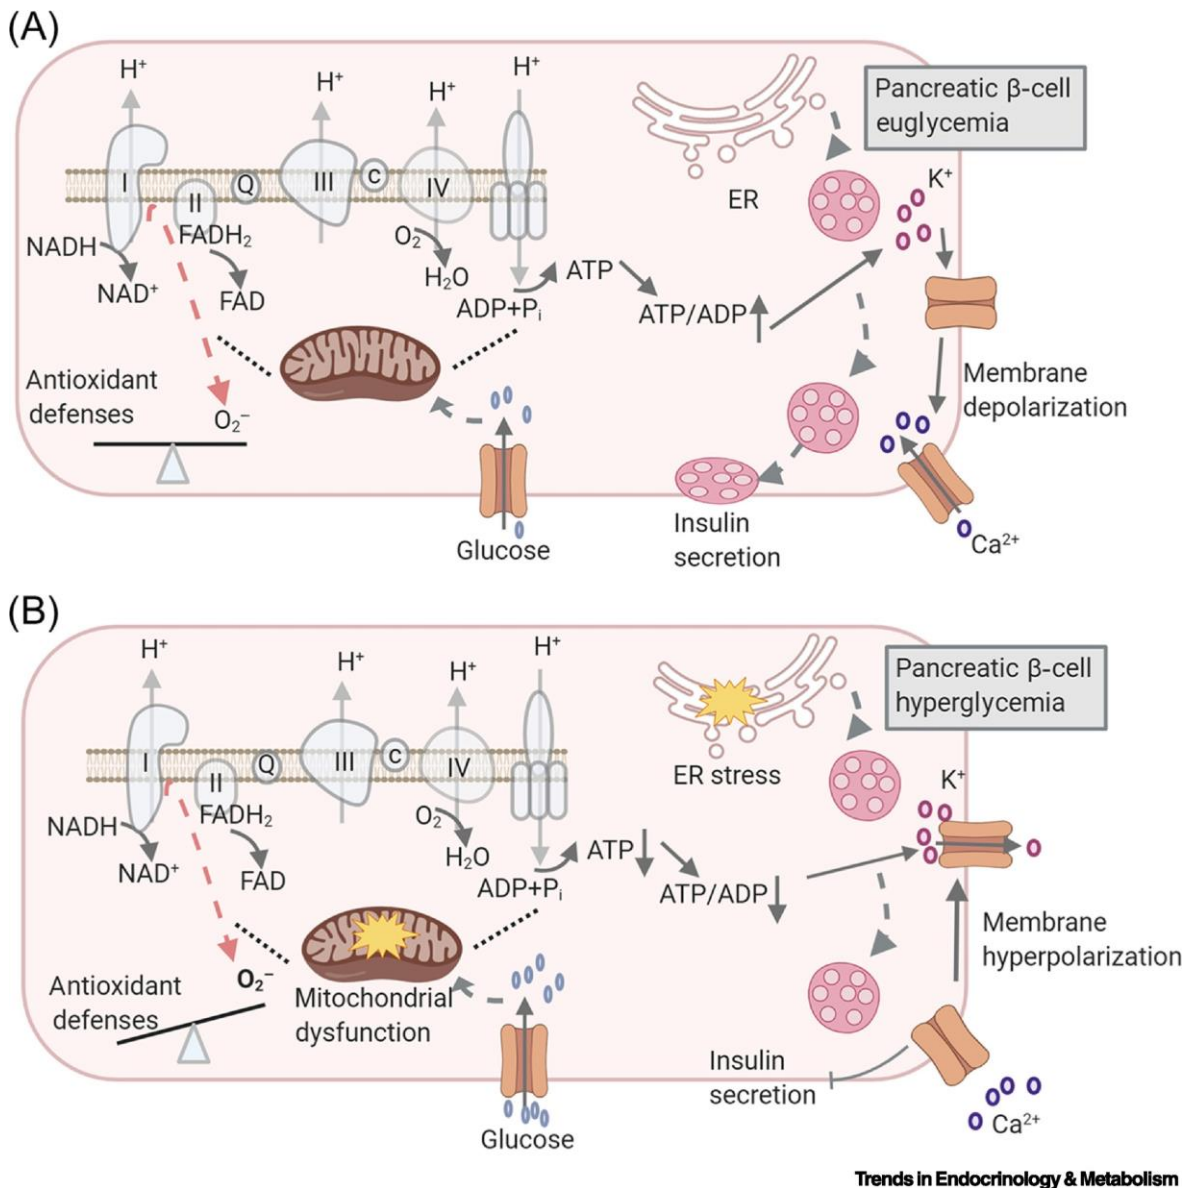 (A)
Pancreatic β-cell
euglycemia
H⁺
H⁺
H⁺
H⁺
I
II
Q
III
c
IV
NADH
NAD⁺
FADH₂
FAD
O₂
H₂O
ADP+Pᵢ
ATP
ATP/ADP
ER
K⁺
Membrane
depolarization
Antioxidant
defenses
O₂⁻
Glucose
Insulin
secretion
Ca²⁺
(B)
Pancreatic β-cell
hyperglycemia
H⁺
H⁺
H⁺
H⁺
I
II
Q
III
c
IV
NADH
NAD⁺
FADH₂
FAD
O₂
H₂O
ADP+Pᵢ
ATP
ATP/ADP
ER stress
K⁺
Membrane
hyperpolarization
Antioxidant
defenses
O₂⁻
Mitochondrial
dysfunction
Glucose
Insulin
secretion
Ca²⁺
Trends in Endocrinology & Metabolism